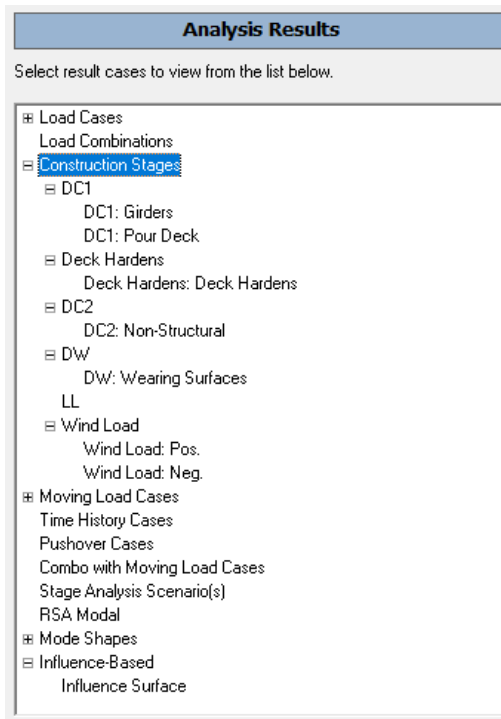 Analysis Results
Select result cases to view from the list below.
Load Cases
Load Combinations
Construction Stages
DC1
DC1: Girders
DC1: Pour Deck
Deck Hardens
Deck Hardens: Deck Hardens
DC2
DC2: Non-Structural
DW
DW: Wearing Surfaces
LL
Wind Load
Wind Load: Pos.
Wind Load: Neg.
Moving Load Cases
Time History Cases
Pushover Cases
Combo with Moving Load Cases
Stage Analysis Scenario(s)
RSA Modal
Mode Shapes
Influence-Based
Influence Surface